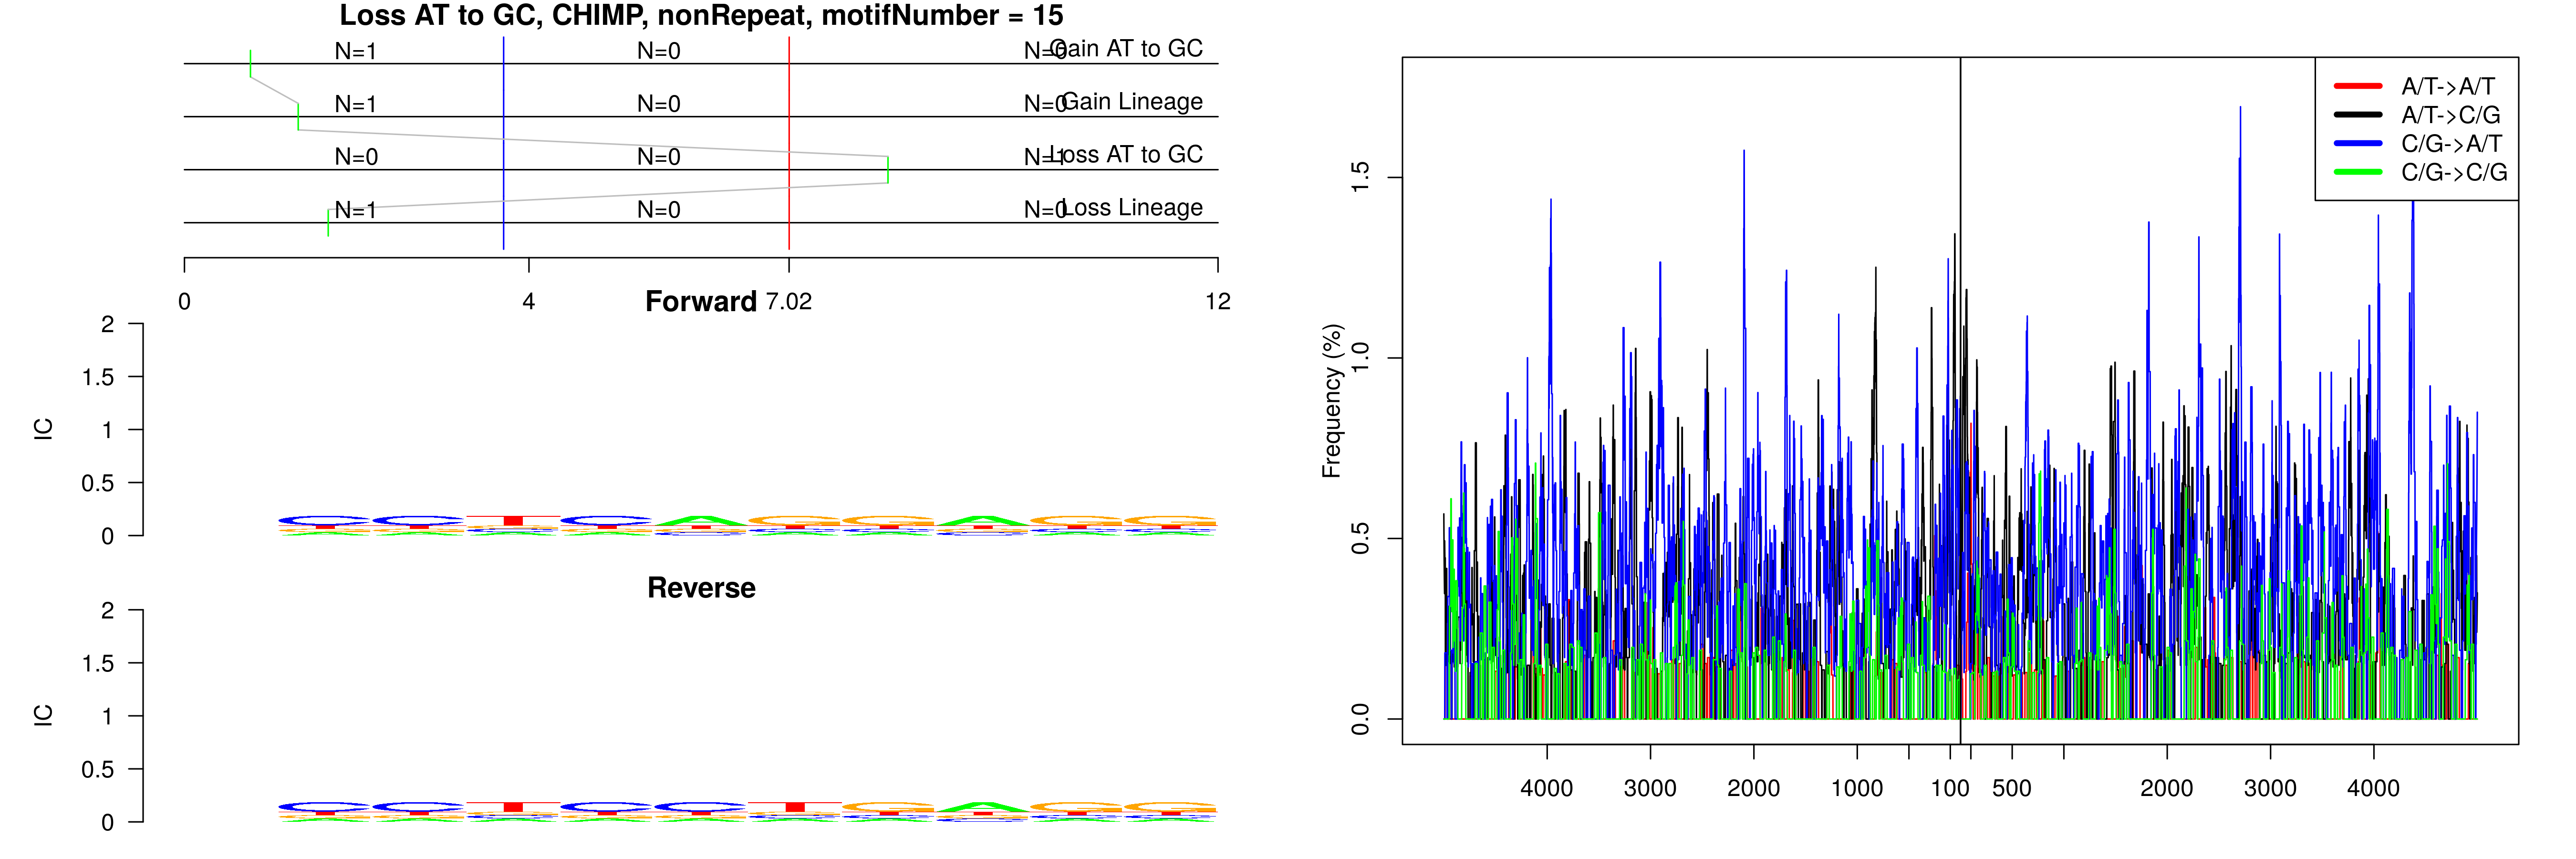 Loss AT to GC, CHIMP, nonRepeat, motifNumber = 15
N=1 N=0 N=0 Gain AT to GC
N=1 N=0 N=0 Gain Lineage
N=0 N=0 N=1 Loss AT to GC
N=1 N=0 N=0 Loss Lineage
0 4 7.02 12
Forward
2
1.5
1
0.5
0
IC
CCTCAGGAGG
Reverse
2
1.5
1
0.5
0
IC
CCTCCTGAGG
A/T->A/T
A/T->C/G
C/G->A/T
C/G->C/G
Frequency (%)
1.5
1.0
0.5
0.0
4000 3000 2000 1000 100 500 2000 3000 4000